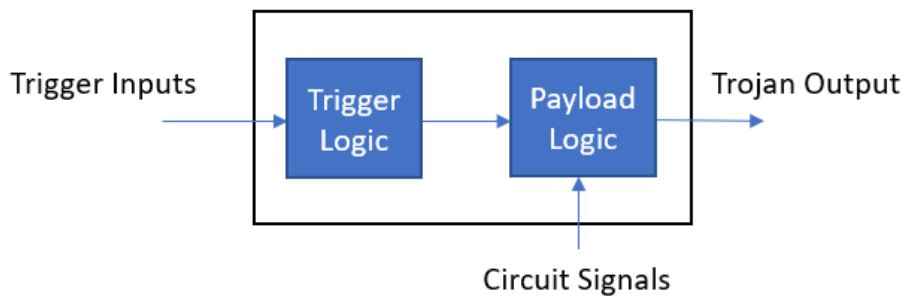 Trigger Inputs
Trigger
Logic
Payload
Logic
Trojan Output
Circuit Signals